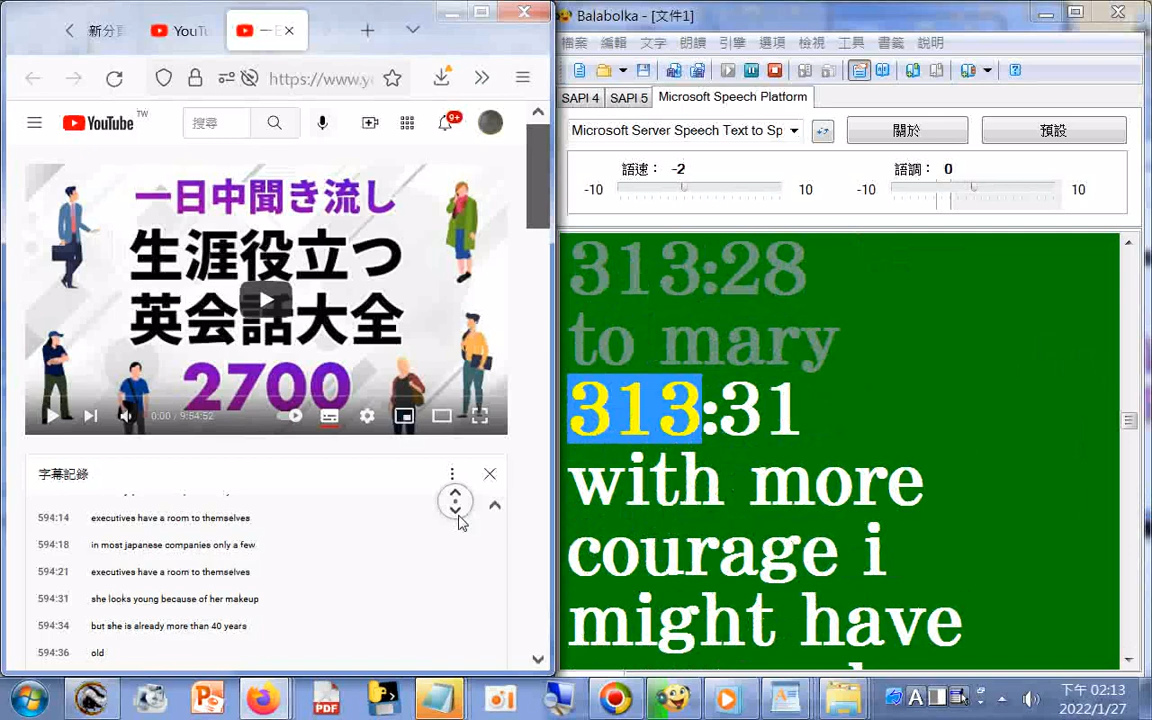 新分
YouT
一 E
https://www.y
YouTube
TW
搜尋
9+
一日中聞き流し
生涯役立つ
英会話大全
2700
0:00 / 9:54:52
字幕記錄
594:14 executives have a room to themselves
594:18 in most japanese companies only a few
594:21 executives have a room to themselves
594:31 she looks young because of her makeup
594:34 but she is already more than 40 years
594:36 old
Balabolka - [文件1]
檔案 編輯 文字 朗讀 引擎 選項 檢視 工具 書籤 說明
SAPI 4 SAPI 5 Microsoft Speech Platform
Microsoft Server Speech Text to Sp
關於
預設
語速： -2
-10 10
語調： 0
-10 10
313:28
to mary
313:31
with more
courage i
might have
PDF
A
下午 02:13
2022/1/27